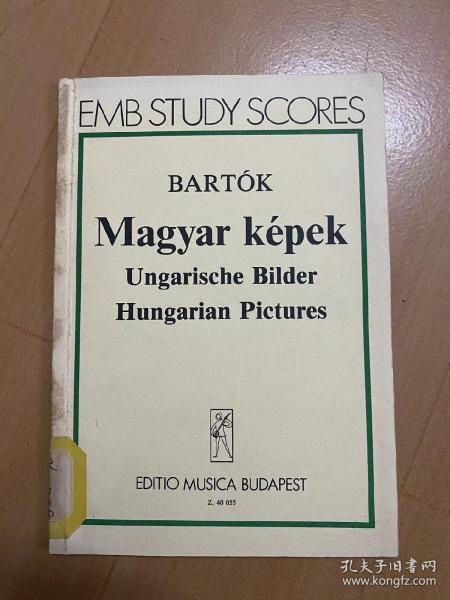 EMB STUDY SCORES
BARTÓK
Magyar képek
Ungarische Bilder
Hungarian Pictures
EDITIO MUSICA BUDAPEST
Z. 40 055
孔夫子旧书网
www.kongfz.com